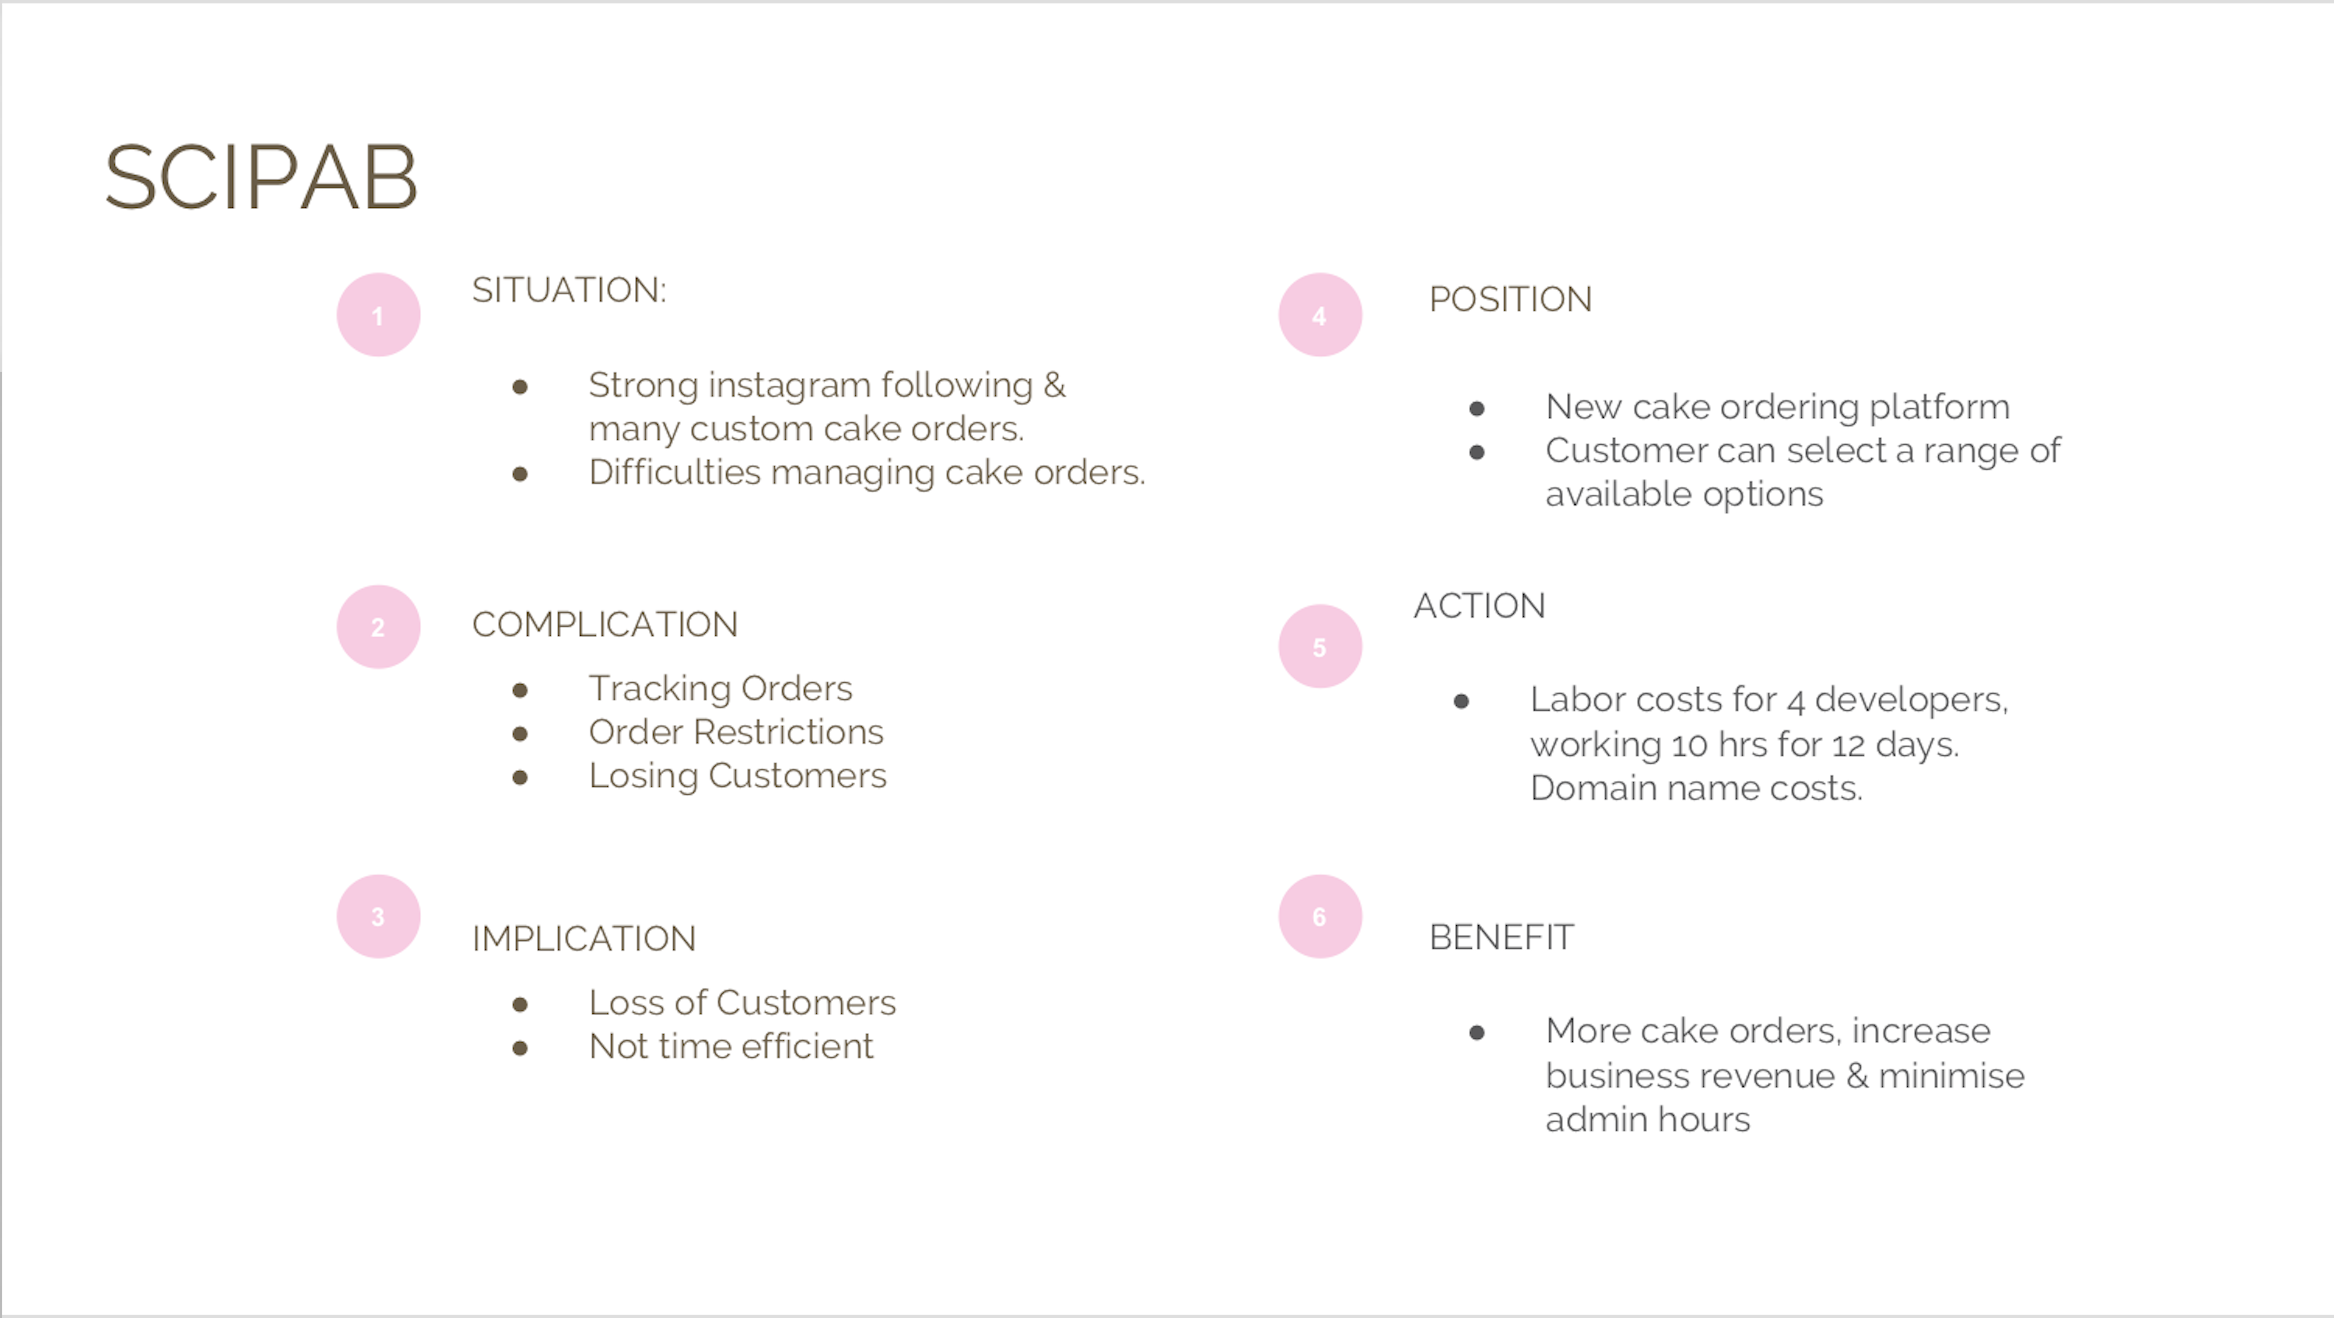 SCIPAB
1
SITUATION:
● Strong instagram following &
many custom cake orders.
● Difficulties managing cake orders.
2
COMPLICATION
● Tracking Orders
● Order Restrictions
● Losing Customers
3
IMPLICATION
● Loss of Customers
● Not time efficient
4
POSITION
● New cake ordering platform
● Customer can select a range of
available options
5
ACTION
● Labor costs for 4 developers,
working 10 hrs for 12 days.
Domain name costs.
6
BENEFIT
● More cake orders, increase
business revenue & minimise
admin hours